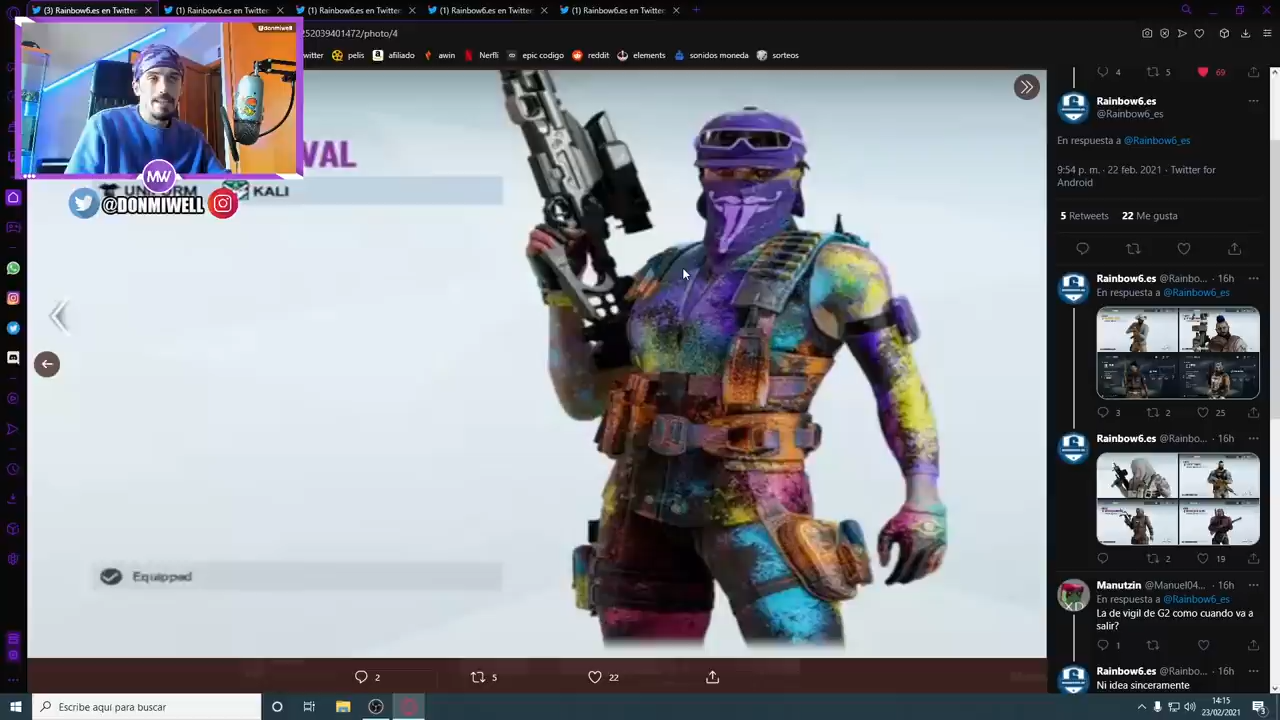 (3) Rainbow6.es en Twitter
(1) Rainbow6.es en Twitter
(1) Rainbow6.es en Twitter
(1) Rainbow6.es en Twitter
(1) Rainbow6.es en Twitter
@donmiwell
252039401472/photo/4
witter
pelis
afiliado
awin
Nerfli
epic codigo
reddit
elements
sonidos moneda
sorteos
VAL
UNIFORM
KALI
MW
@DONMIWELL
Equipped
2
5
22
4
5
69
Rainbow6.es
@Rainbow6_es
En respuesta a @Rainbow6_es
9:54 p. m. · 22 feb. 2021 · Twitter for
Android
5 Retweets 22 Me gusta
Rainbow6.es @Rainbo... · 16h
En respuesta a @Rainbow6_es
3
2
25
Rainbow6.es @Rainbo... · 16h
2
19
Manutzin @Manuel04... · 16h
En respuesta a @Rainbow6_es
La de vigil de G2 como cuando va a
salir?
1
Rainbow6.es @Rainbo... · 16h
Ni idea sinceramente
Escribe aquí para buscar
14:15
23/02/2021
3